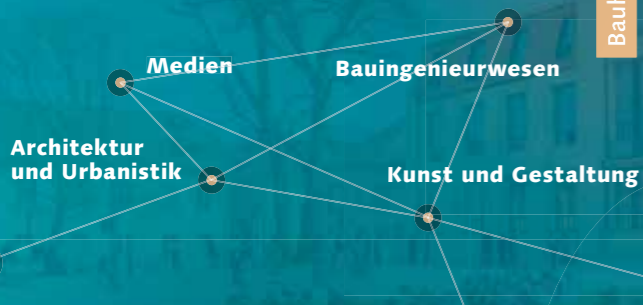 Medien
Bauingenieurwesen
Architektur
und Urbanistik
Kunst und Gestaltung